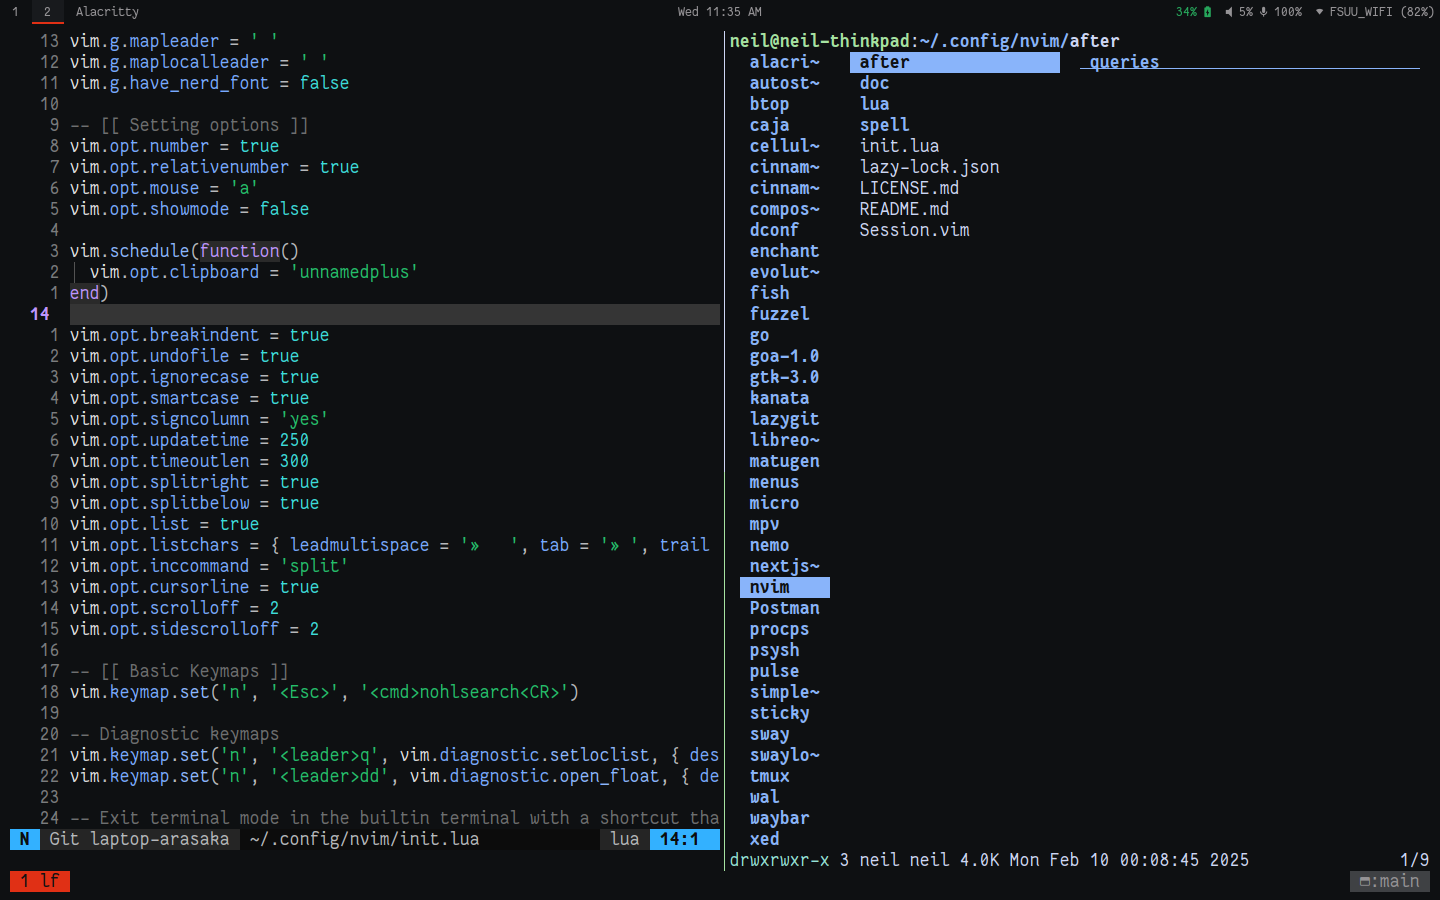 1 2 Alacritty Wed 11:35 AM 34% 5% 100% FSUU_WIFI (82%)
13 vim.g.mapleader = ' '
12 vim.g.maplocalleader = ' '
11 vim.g.have_nerd_font = false
10
9 -- [[ Setting options ]]
8 vim.opt.number = true
7 vim.opt.relativenumber = true
6 vim.opt.mouse = 'a'
5 vim.opt.showmode = false
4
3 vim.schedule(function()
2 vim.opt.clipboard = 'unnamedplus'
1 end)
14
1 vim.opt.breakindent = true
2 vim.opt.undofile = true
3 vim.opt.ignorecase = true
4 vim.opt.smartcase = true
5 vim.opt.signcolumn = 'yes'
6 vim.opt.updatetime = 250
7 vim.opt.timeoutlen = 300
8 vim.opt.splitright = true
9 vim.opt.splitbelow = true
10 vim.opt.list = true
11 vim.opt.listchars = { leadmultispace = '»   ', tab = '» ', trail
12 vim.opt.inccommand = 'split'
13 vim.opt.cursorline = true
14 vim.opt.scrolloff = 2
15 vim.opt.sidescrolloff = 2
16
17 -- [[ Basic Keymaps ]]
18 vim.keymap.set('n', '<Esc>', '<cmd>nohlsearch<CR>')
19
20 -- Diagnostic keymaps
21 vim.keymap.set('n', '<leader>q', vim.diagnostic.setloclist, { des
22 vim.keymap.set('n', '<leader>dd', vim.diagnostic.open_float, { de
23
24 -- Exit terminal mode in the builtin terminal with a shortcut tha
N Git laptop-arasaka ~/.config/nvim/init.lua lua 14:1
neil@neil-thinkpad:~/.config/nvim/after
alacri~
autost~
btop
caja
cellul~
cinnam~
cinnam~
compos~
dconf
enchant
evolut~
fish
fuzzel
go
goa-1.0
gtk-3.0
kanata
lazygit
libreo~
matugen
menus
micro
mpv
nemo
nextjs~
nvim
Postman
procps
psysh
pulse
simple~
sticky
sway
swaylo~
tmux
wal
waybar
xed
after
doc
lua
spell
init.lua
lazy-lock.json
LICENSE.md
README.md
Session.vim
queries
drwxrwxr-x 3 neil neil 4.0K Mon Feb 10 00:08:45 2025 1/9
1 lf :main